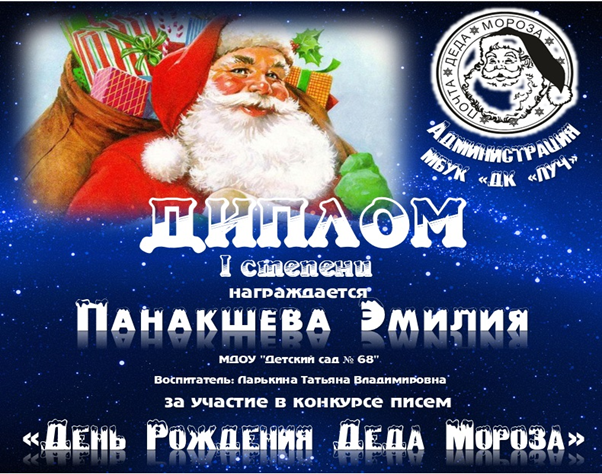 ПОЧТА ДЕДА МОРОЗА
Администрация
МБУК «ДК «ЛУЧ»
ДИПЛОМ
I степени
награждается
Панакшева Эмилия
МДОУ "Детский сад № 68"
Воспитатель: Ларькина Татьяна Владимировна
за участие в конкурсе писем
«День Рождения Деда Мороза»